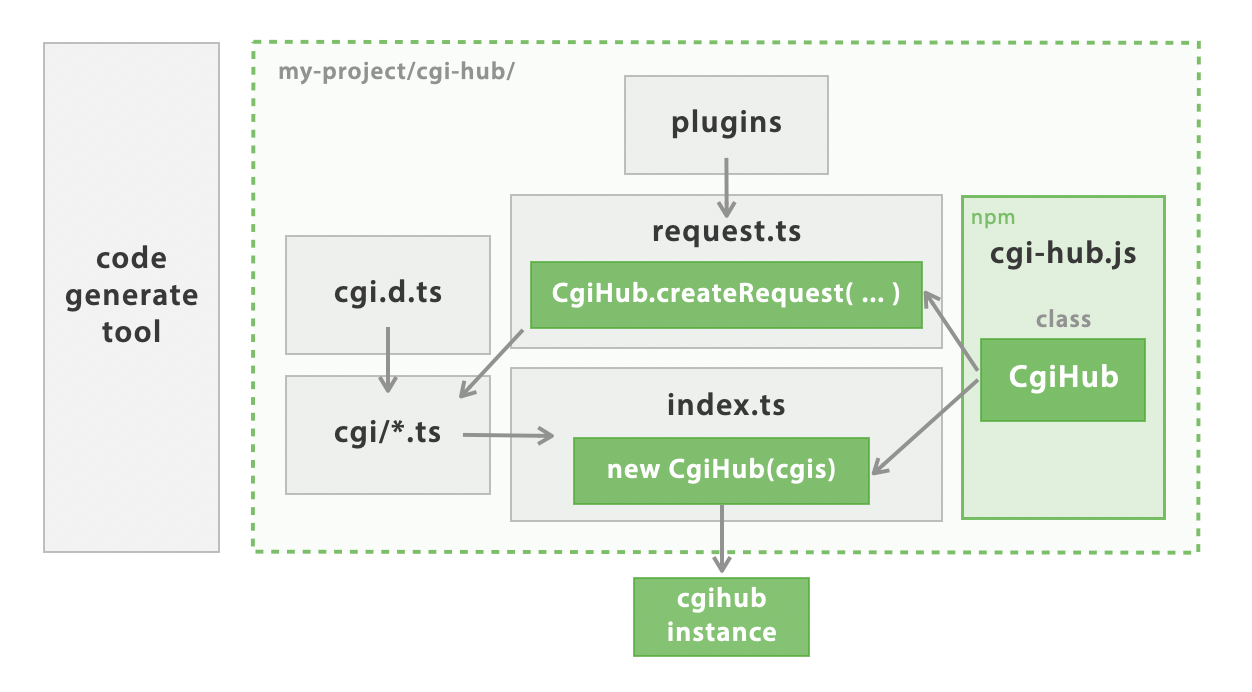 code
generate
tool
my-project/cgi-hub/
plugins
request.ts
CgiHub.createRequest( ... )
cgi.d.ts
cgi/*.ts
index.ts
new CgiHub(cgis)
npm
cgi-hub.js
class
CgiHub
cgihub
instance